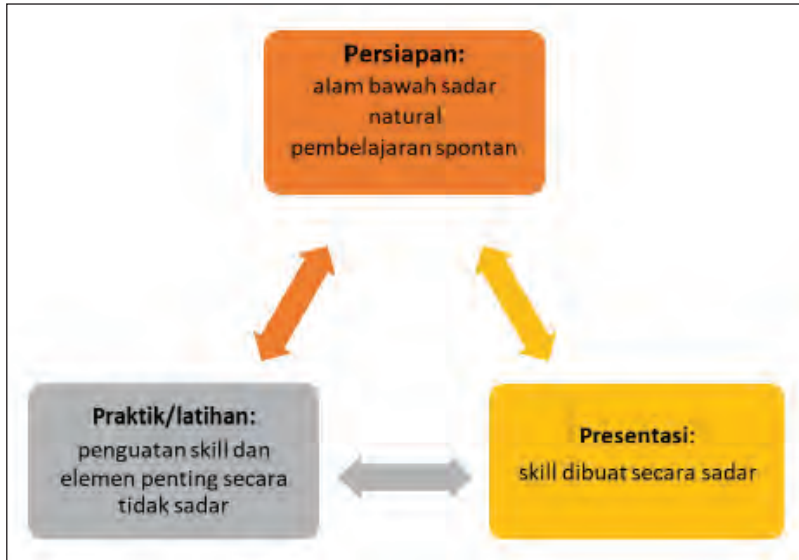 Persiapan:
alam bawah sadar
natural
pembelajaran spontan
Praktik/latihan:
penguatan skill dan
elemen penting secara
tidak sadar
Presentasi:
skill dibuat secara sadar